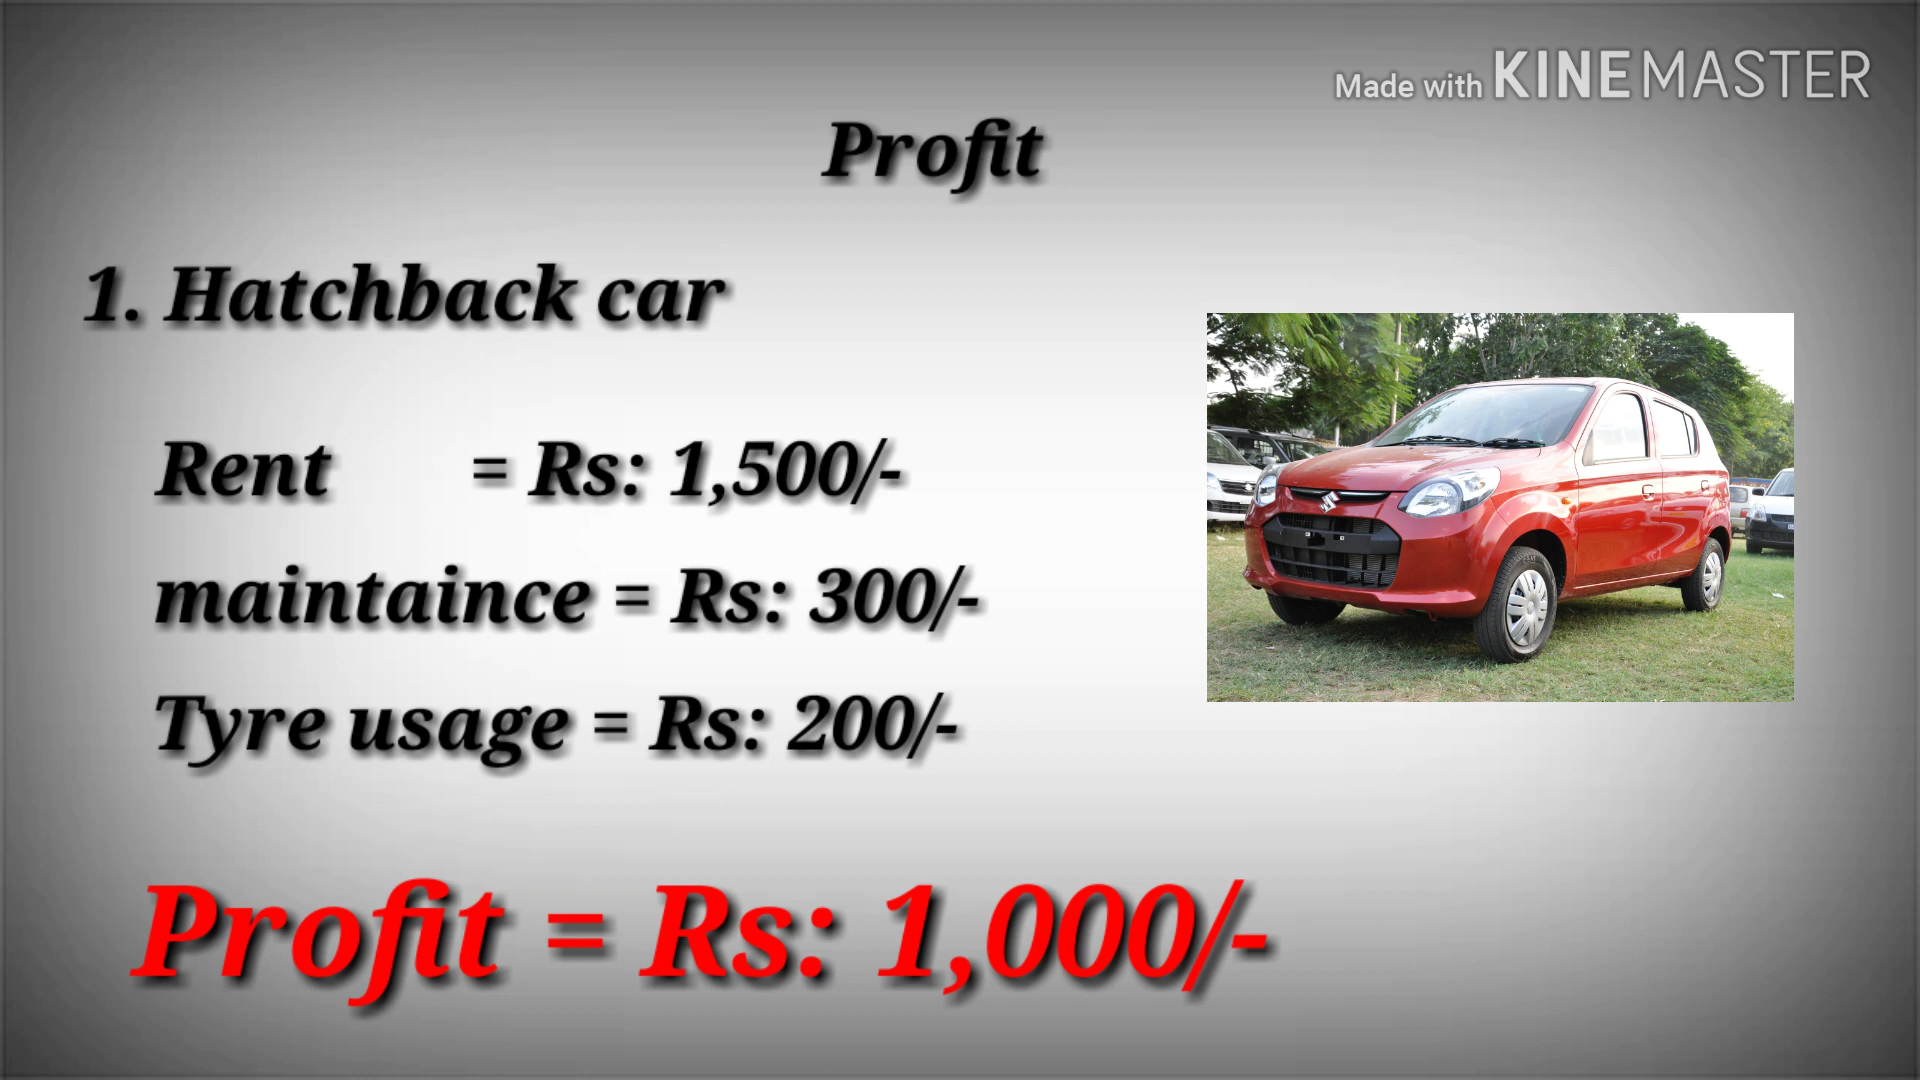 Made with KINEMASTER
Profit
1. Hatchback car
Rent = Rs: 1,500/-
maintaince = Rs: 300/-
Tyre usage = Rs: 200/-
Profit = Rs: 1,000/-